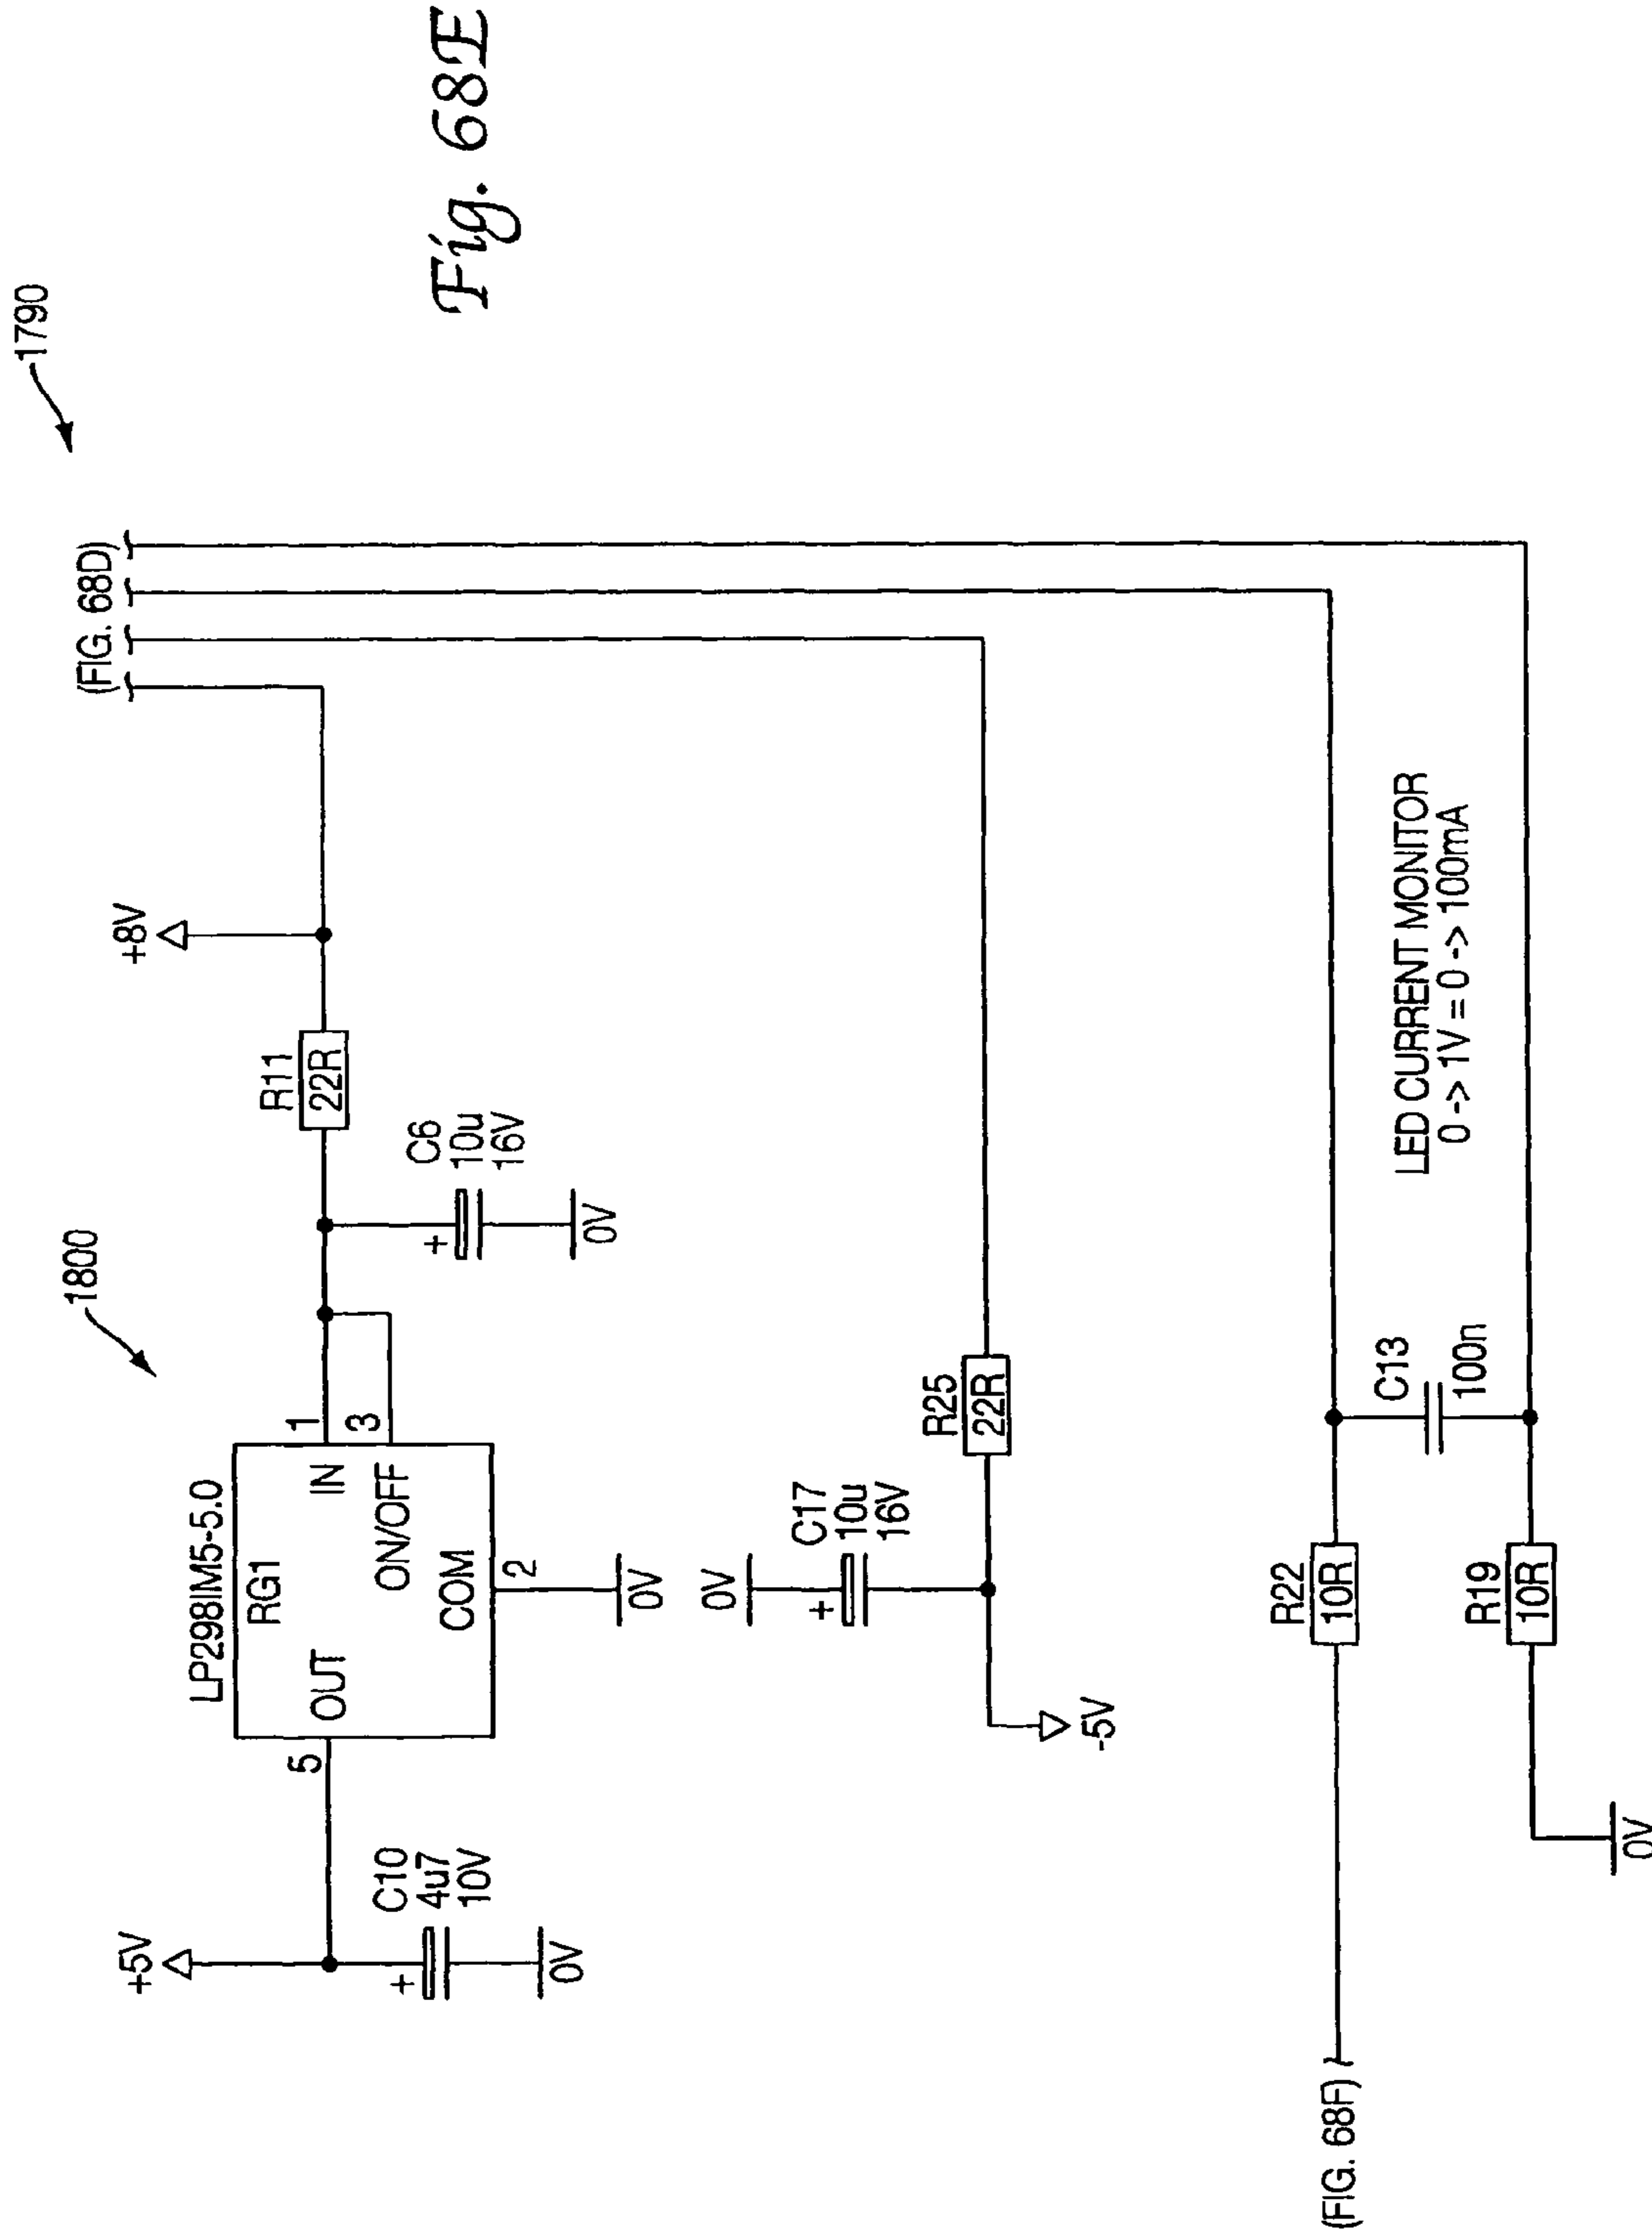 Fig. 68E
1790
(FIG. 68D)
1800
+8V
R11
22R
C6
10u
16V
+
0V
LP298IM5-5.0
RG1
OUT
IN
ON/OFF
COM
1
3
2
5
0V
+5V
C10
4u7
10V
+
0V
0V
C17
10u
16V
+
R25
22R
-5V
LED CURRENT MONITOR
0 -> 1V = 0 -> 100mA
C13
100n
R22
10R
R19
10R
0V
(FIG. 68F)